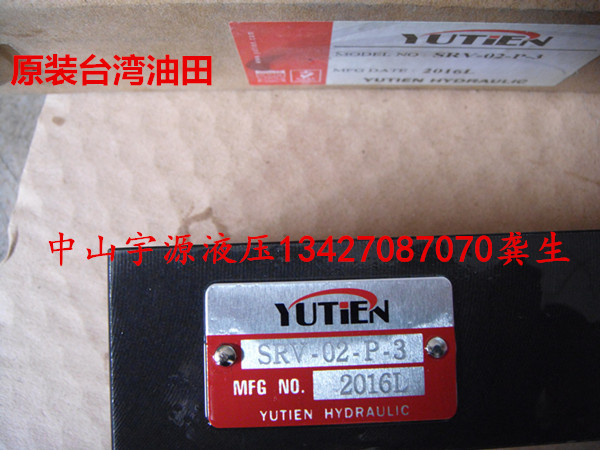 原装台湾油田
YUTIEN
MODEL NO : SRV-02-P-3
MFG DATE : 2016L
YUTIEN HYDRAULIC
中山宇源液压13427087070龚生
YUTIEN
SRV-02-P-3
MFG NO. 2016L
YUTIEN HYDRAULIC